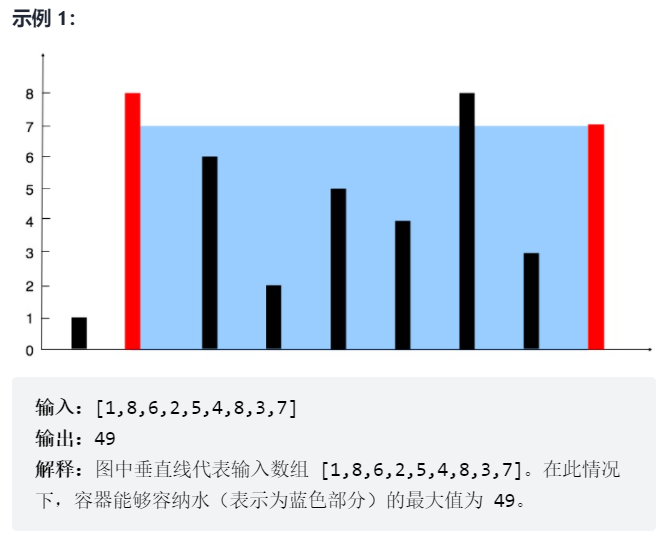 示例 1：
8
7
6
5
4
3
2
1
0
输入：[1,8,6,2,5,4,8,3,7]
输出：49
解释：图中垂直线代表输入数组 [1,8,6,2,5,4,8,3,7]。在此情况
下，容器能够容纳水（表示为蓝色部分）的最大值为 49。